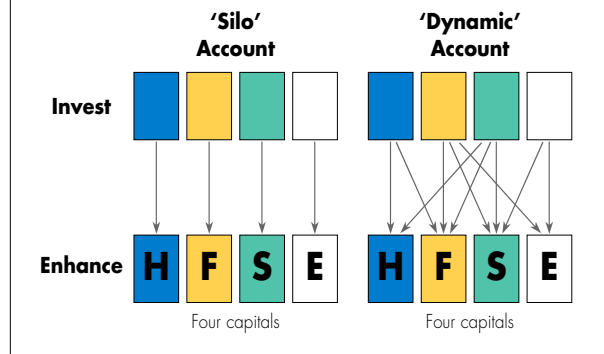 ‘Silo’
Account
‘Dynamic’
Account
Invest
Enhance
H F S E
H F S E
Four capitals
Four capitals